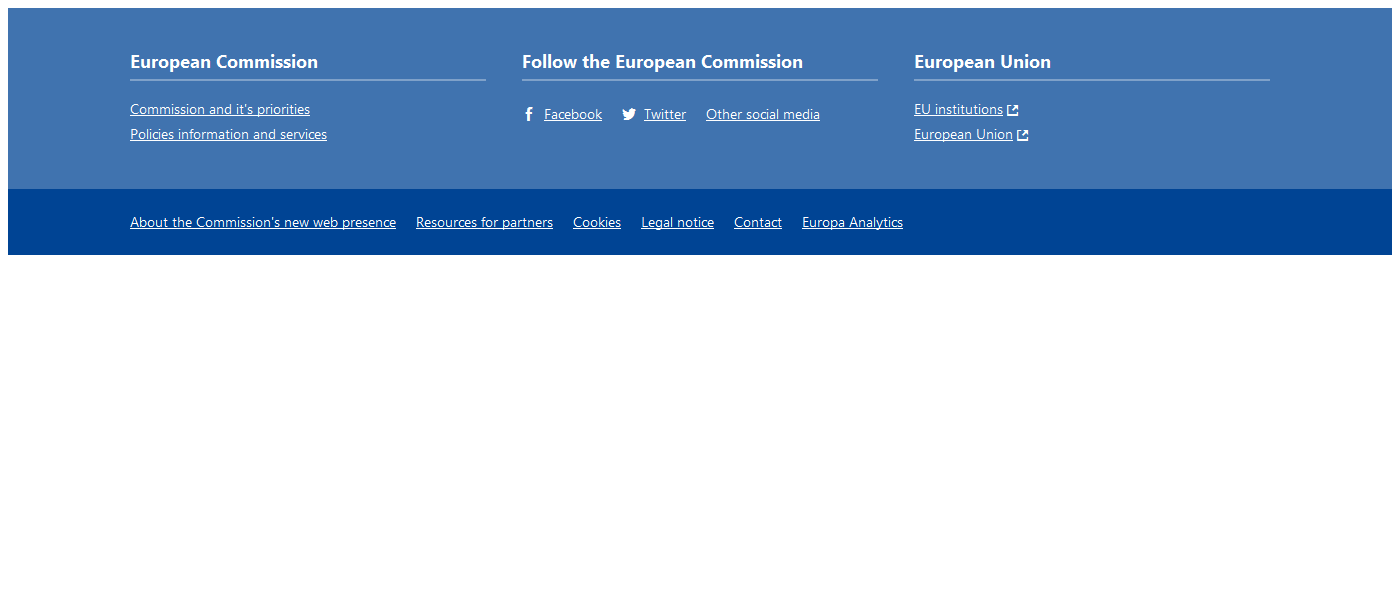 European Commission
Commission and it's priorities
Policies information and services
Follow the European Commission
Facebook Twitter Other social media
European Union
EU institutions
European Union
About the Commission's new web presence Resources for partners Cookies Legal notice Contact Europa Analytics